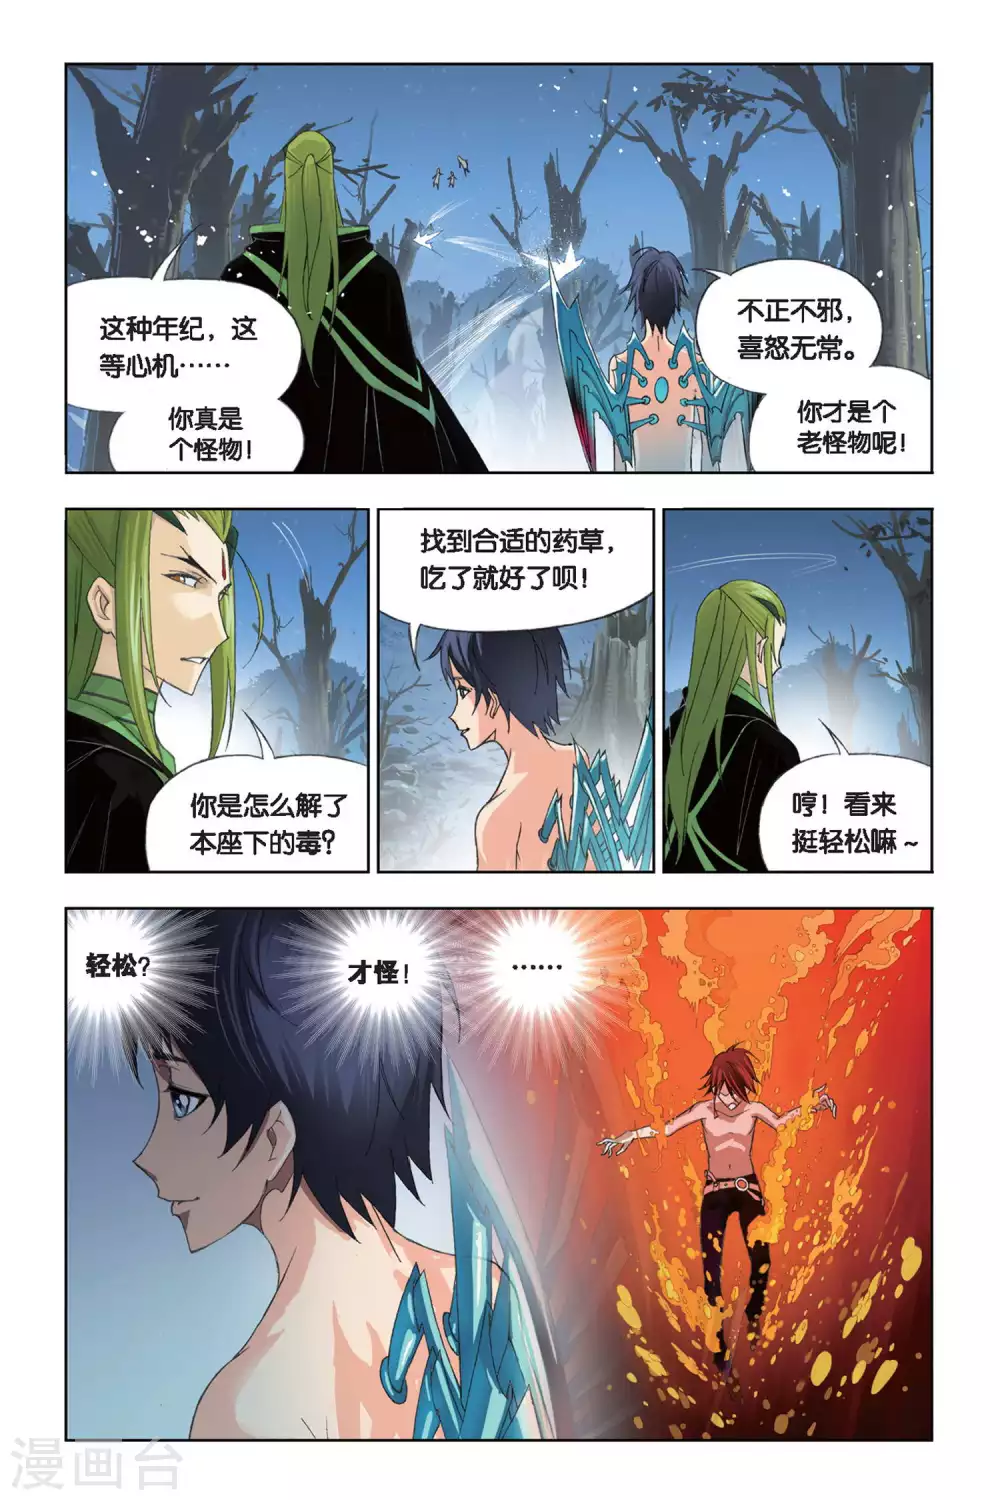 这种年纪，这
等心机……
你真是
个怪物！
不正不邪，
喜怒无常。
你才是个
老怪物呢！
你是怎么解了
本座下的毒？
找到合适的药草，
吃了就好了呗！
哼！看来
挺轻松嘛～
轻松？
才怪！
……
漫画台